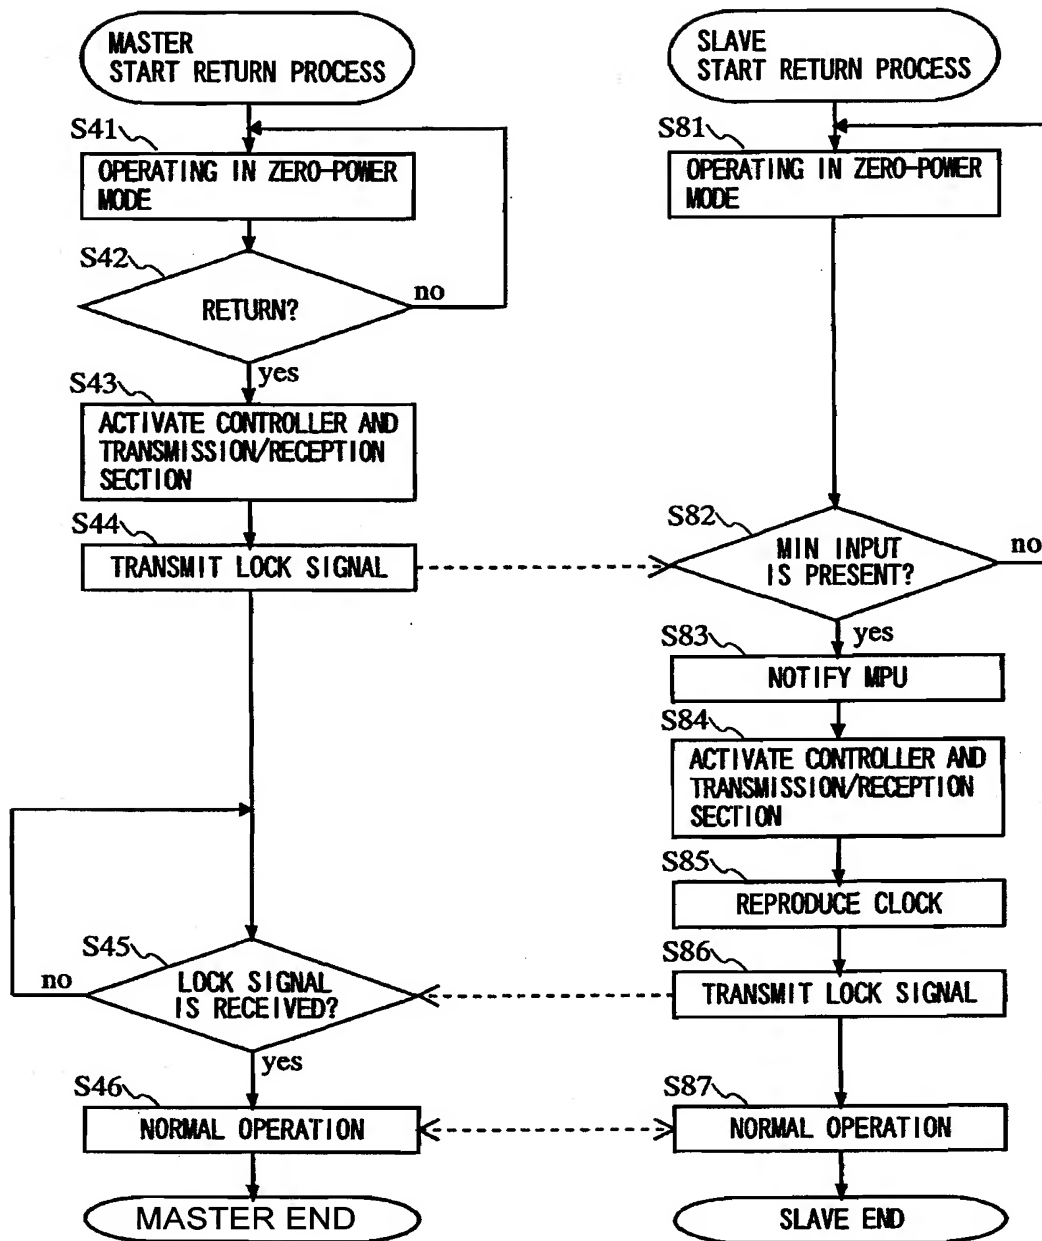 MASTER
START RETURN PROCESS
S41
OPERATING IN ZERO-POWER
MODE
S42
RETURN?
no
yes
S43
ACTIVATE CONTROLLER AND
TRANSMISSION/RECEPTION
SECTION
S44
TRANSMIT LOCK SIGNAL
S45
LOCK SIGNAL
IS RECEIVED?
no
yes
S46
NORMAL OPERATION
MASTER END
SLAVE
START RETURN PROCESS
S81
OPERATING IN ZERO-POWER
MODE
S82
MIN INPUT
IS PRESENT?
no
yes
S83
NOTIFY MPU
S84
ACTIVATE CONTROLLER AND
TRANSMISSION/RECEPTION
SECTION
S85
REPRODUCE CLOCK
S86
TRANSMIT LOCK SIGNAL
S87
NORMAL OPERATION
SLAVE END